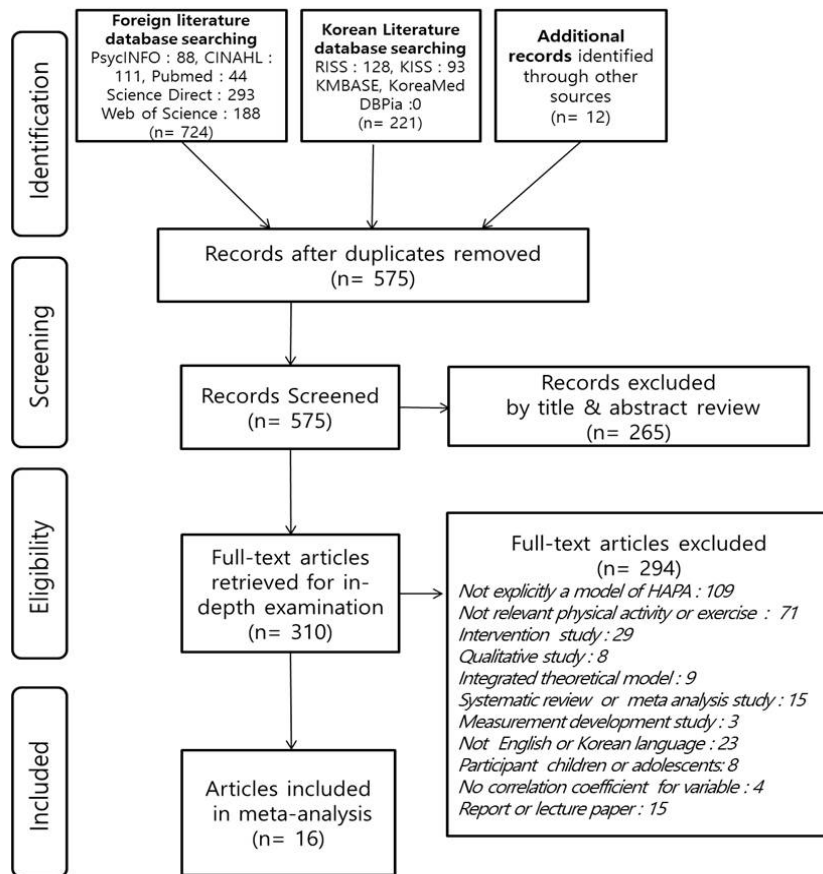 Identification
Foreign literature
database searching
PsycINFO : 88, CINAHL :
111, Pubmed : 44
Science Direct : 293
Web of Science : 188
(n= 724)
Korean Literature
database searching
RISS : 128, KISS : 93
KMBASE, KoreaMed
DBPia :0
(n= 221)
Additional
records identified
through other
sources
(n= 12)
Records after duplicates removed
(n= 575)
Screening
Records Screened
(n= 575)
Records excluded
by title & abstract review
(n= 265)
Eligibility
Full-text articles
retrieved for in-
depth examination
(n= 310)
Full-text articles excluded
(n= 294)
Not explicitly a model of HAPA : 109
Not relevant physical activity or exercise : 71
Intervention study : 29
Qualitative study : 8
Integrated theoretical model : 9
Systematic review or meta analysis study : 15
Measurement development study : 3
Not English or Korean language : 23
Participant children or adolescents: 8
No correlation coefficient for variable : 4
Report or lecture paper : 15
Included
Articles included
in meta-analysis
(n= 16)